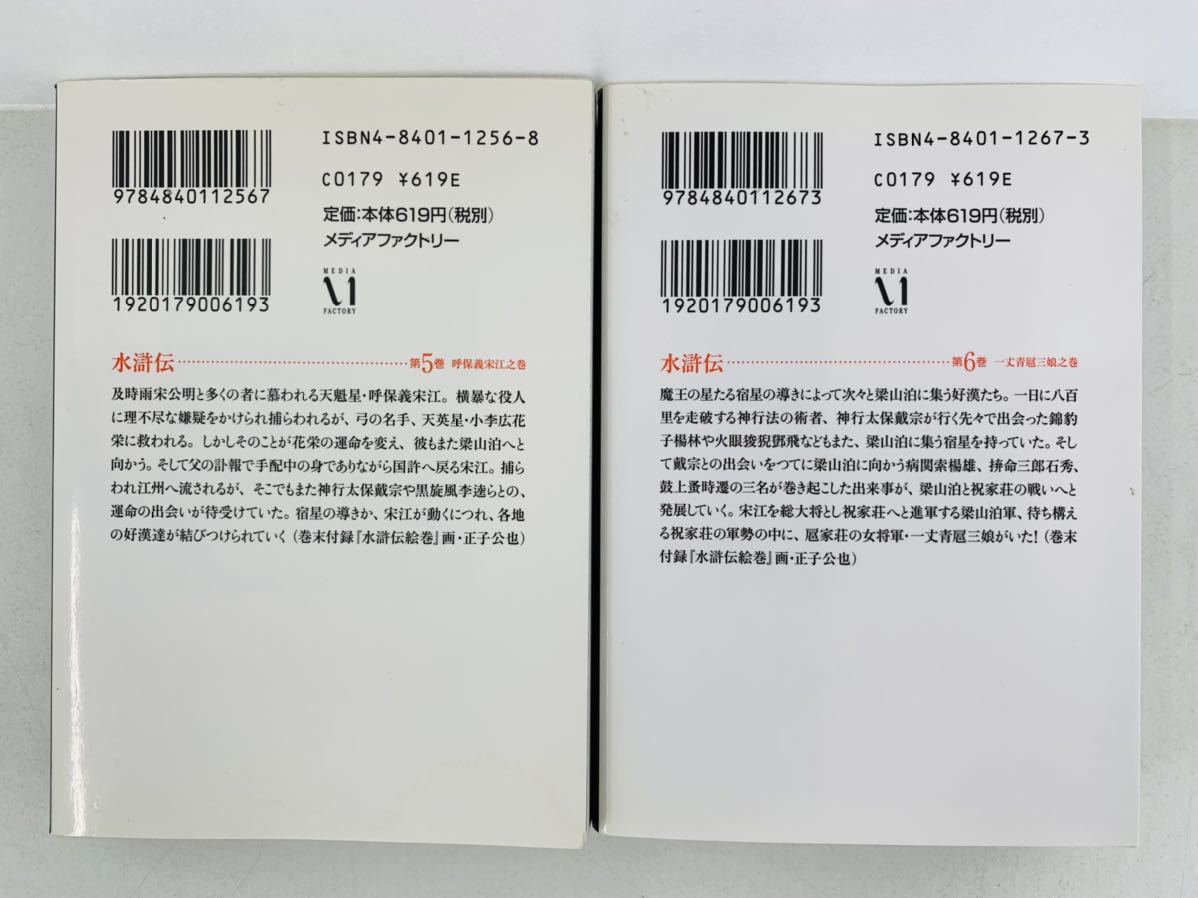 ISBN4-8401-1256-8
9784840112567
C0179 ¥619E
定価:本体619円(税別)
メディアファクトリー
1920179006193
MEDIA
FACTORY
水滸伝 第5巻 呼保義宋江之巻
及時雨宋公明と多くの者に慕われる天魁星・呼保義宋江。横暴な役人
に理不尽な嫌疑をかけられ捕らわれるが、弓の名手、天英星・小李広花
栄に救われる。しかしそのことが花栄の運命を変え、彼もまた梁山泊へと
向かう。そして父の訃報で手配中の身でありながら国許へ戻る宋江。捕ら
われ江州へ流されるが、そこでもまた神行太保戴宗や黒旋風李逵らとの、
運命の出会いが待受けていた。宿星の導きか、宋江が動くにつれ、各地
の好漢達が結びつけられていく(巻末付録『水滸伝絵巻』画・正子公也)
ISBN4-8401-1267-3
9784840112673
C0179 ¥619E
定価:本体619円(税別)
メディアファクトリー
1920179006193
MEDIA
FACTORY
水滸伝 第6巻 一丈青扈三娘之巻
魔王の星たる宿星の導きによって次々と梁山泊に集う好漢たち。一日に八百
里を走破する神行法の術者、神行太保戴宗が行く先々で出会った錦豹
子楊林や火眼狻猊鄧飛などもまた、梁山泊に集う宿星を持っていた。そし
て戴宗との出会いをつてに梁山泊に向かう病関索楊雄、拚命三郎石秀、
鼓上蚤時遷の三名が巻き起こした出来事が、梁山泊と祝家荘の戦いへと
発展していく。宋江を総大将とし祝家荘へと進軍する梁山泊軍、待ち構え
る祝家荘の軍勢の中に、扈家荘の女将軍・一丈青扈三娘がいた!(巻末
付録『水滸伝絵巻』画・正子公也)